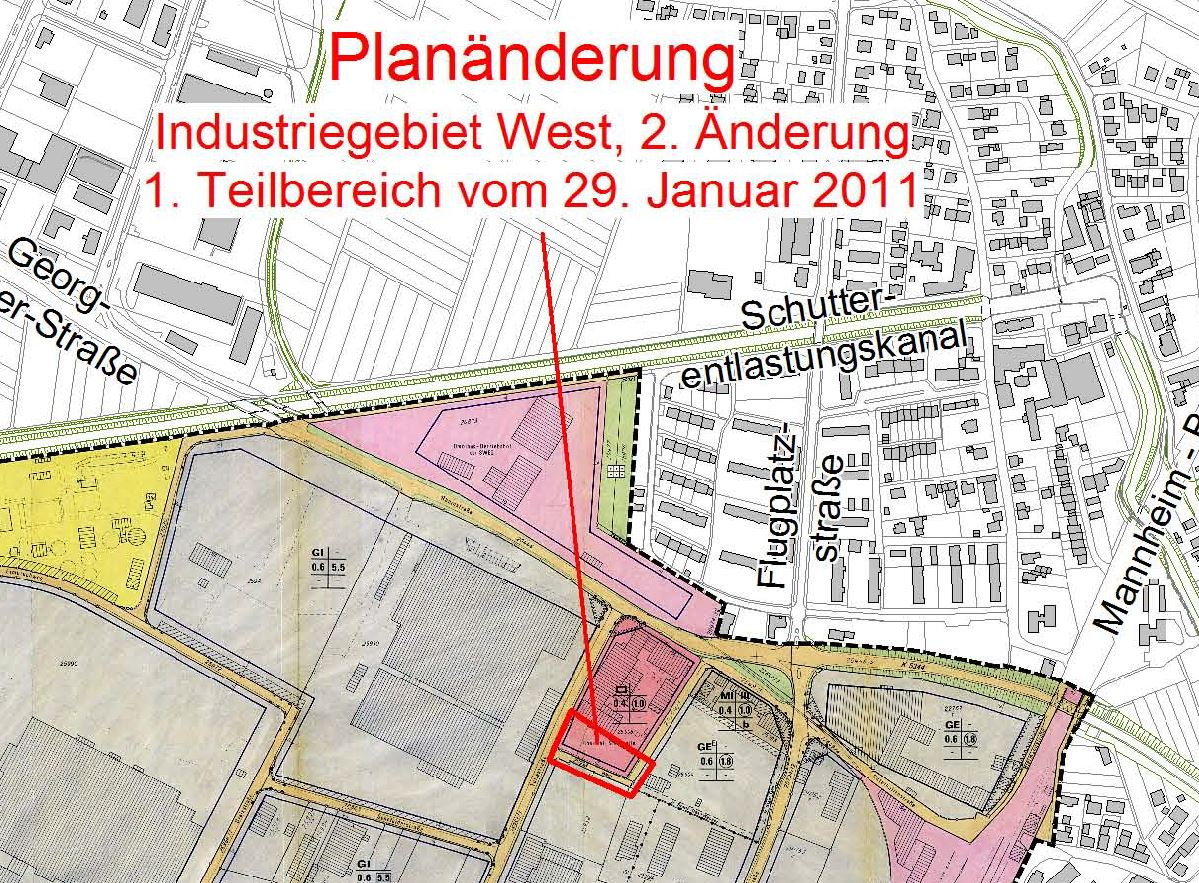 Planänderung
Industriegebiet West, 2. Änderung
1. Teilbereich vom 29. Januar 2011
Georg-
er-Straße
Schutter-
entlastungskanal
Flugplatz-
straße
Mannheim.-
GI -
0.6 5.5
0.4 1.0
MI III
0.4 1.0
b
GE
0.6 1.8
- -
GE -
0.6 1.8
K 5344
GI -
0.6 5.5